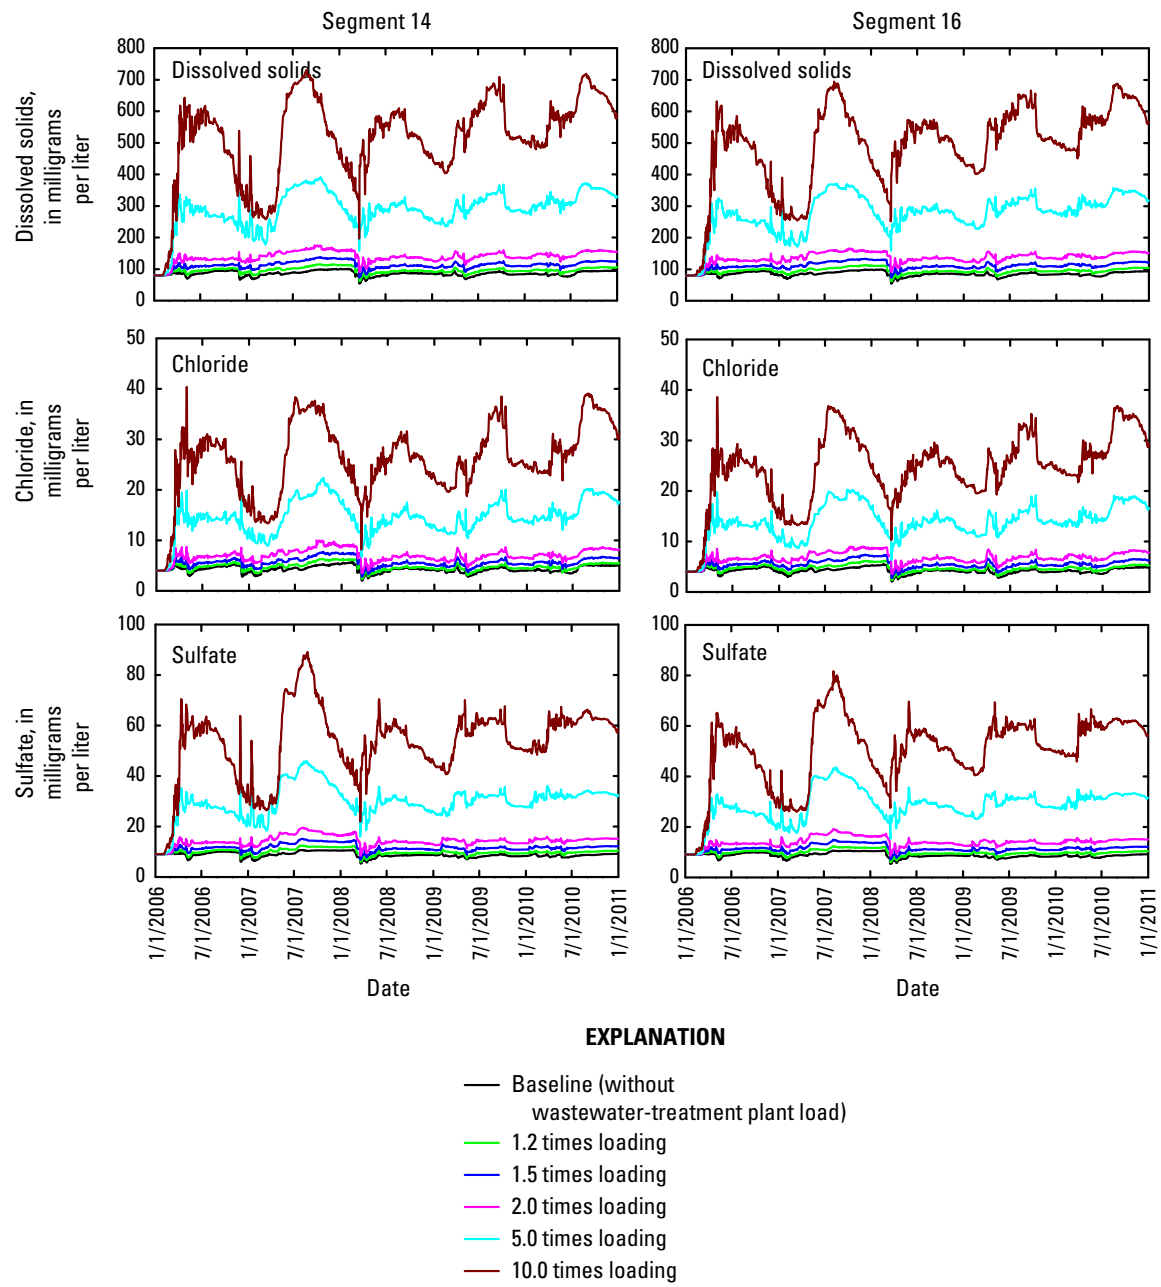 Segment 14
Segment 16
Dissolved solids,
in milligrams
per liter
800
700
600
500
400
300
200
100
0
Dissolved solids
800
700
600
500
400
300
200
100
0
Dissolved solids
Chloride, in
milligrams
per liter
50
40
30
20
10
0
Chloride
50
40
30
20
10
0
Chloride
Sulfate, in
milligrams
per liter
100
80
60
40
20
0
Sulfate
100
80
60
40
20
0
Sulfate
1/1/2006
7/1/2006
1/1/2007
7/1/2007
1/1/2008
7/1/2008
1/1/2009
7/1/2009
1/1/2010
7/1/2010
1/1/2011
1/1/2006
7/1/2006
1/1/2007
7/1/2007
1/1/2008
7/1/2008
1/1/2009
7/1/2009
1/1/2010
7/1/2010
1/1/2011
Date
Date
EXPLANATION
Baseline (without
wastewater-treatment plant load)
1.2 times loading
1.5 times loading
2.0 times loading
5.0 times loading
10.0 times loading